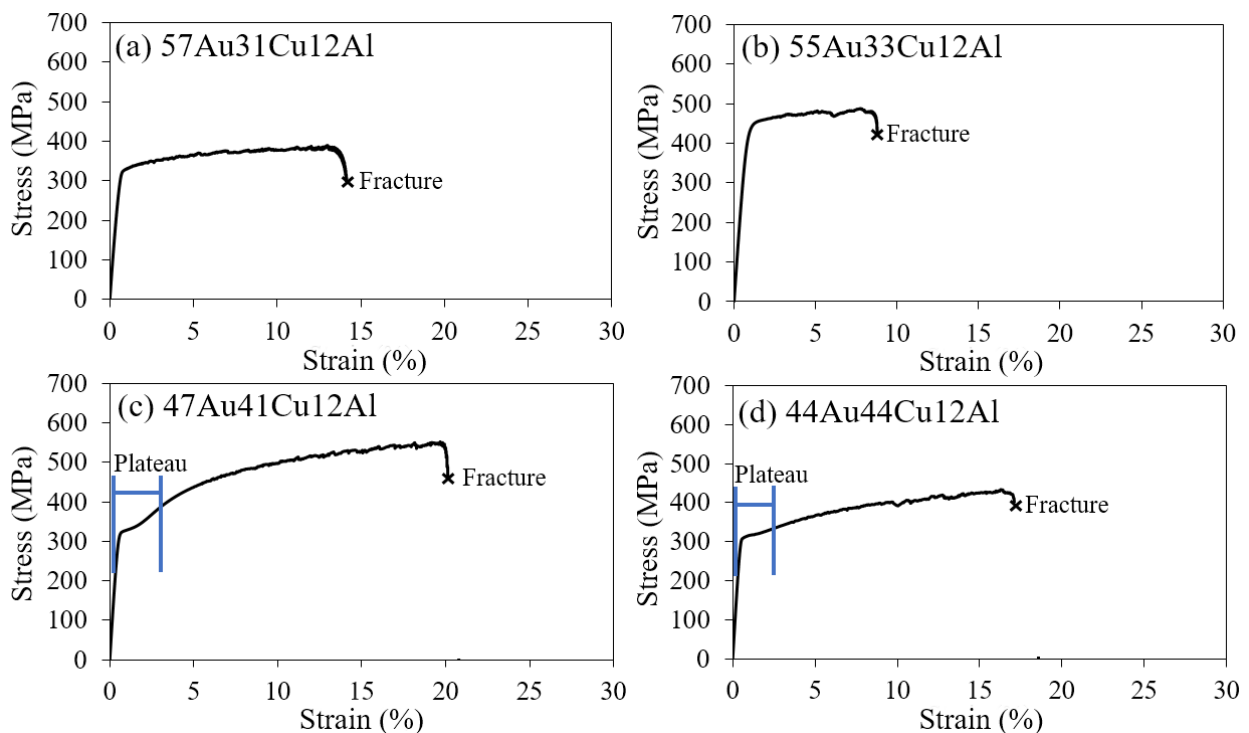 (a) 57Au31Cu12Al
Stress (MPa)
700
600
500
400
300
200
100
0
Fracture
0 5 10 15 20 25 30
Strain (%)
(b) 55Au33Cu12Al
Stress (MPa)
700
600
500
400
300
200
100
0
Fracture
0 5 10 15 20 25 30
Strain (%)
(c) 47Au41Cu12Al
Stress (MPa)
700
600
500
400
300
200
100
0
Plateau
Fracture
0 5 10 15 20 25 30
Strain (%)
(d) 44Au44Cu12Al
Stress (MPa)
700
600
500
400
300
200
100
0
Plateau
Fracture
0 5 10 15 20 25 30
Strain (%)